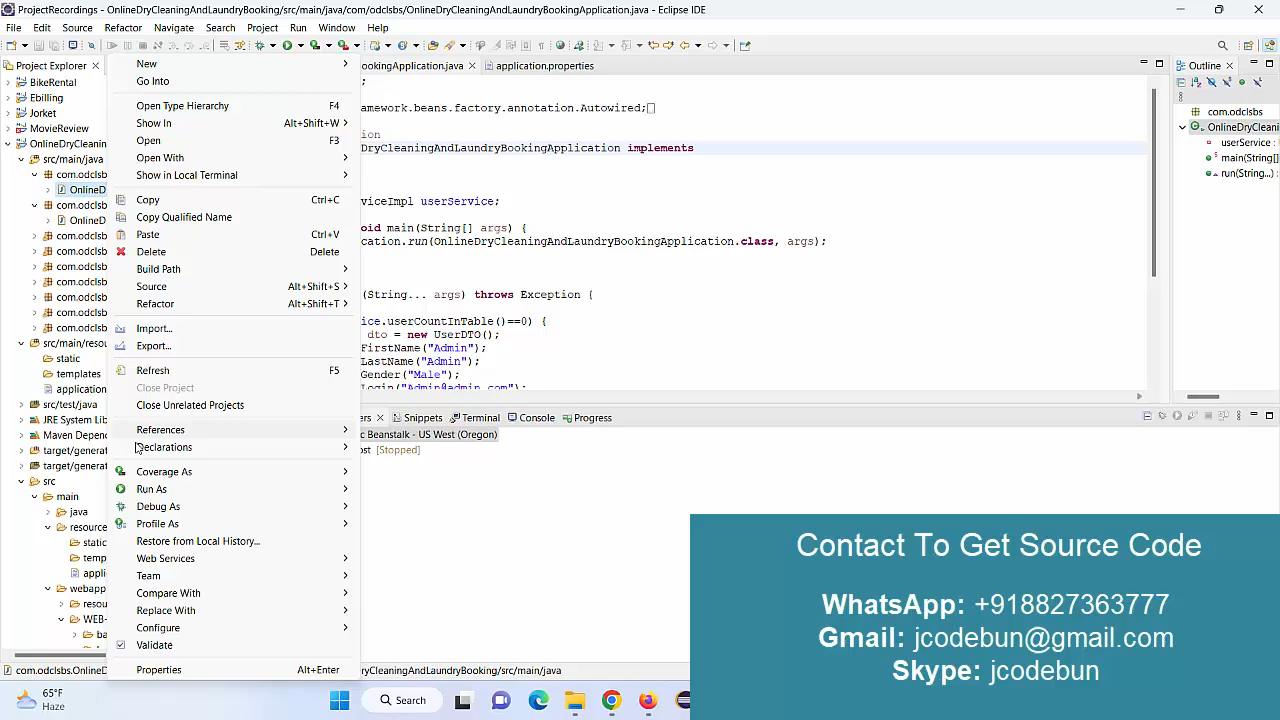 ProjectRecordings - OnlineDryCleaningAndLaundryBooking/src/main/java/com/odclsbs/OnlineDryCleaningAndLaundryBookingApplication.java - Eclipse IDE
File Edit Source Refactor Navigate Search Project Run Window Help
Project Explorer
BikeRental
Ebilling
Jorket
MovieReview
OnlineDryCleanin
src/main/java
com.odclsb
OnlineD
com.odclsb
OnlineD
com.odclsb
com.odclsb
com.odclsb
com.odclsb
com.odclsb
com.odclsb
com.odclsb
src/main/resou
static
templates
application
src/test/java
JRE System Lib
Maven Depend
target/generat
target/generat
src
main
java
resource
static
temp
appli
webapp
resou
WEB-
ba
New
Go Into
Open Type Hierarchy F4
Show In Alt+Shift+W
Open F3
Open With
Show in Local Terminal
Copy Ctrl+C
Copy Qualified Name
Paste Ctrl+V
Delete Delete
Build Path
Source Alt+Shift+S
Refactor Alt+Shift+T
Import...
Export...
Refresh F5
Close Project
Close Unrelated Projects
References
Declarations
Coverage As
Run As
Debug As
Profile As
Restore from Local History...
Web Services
Team
Compare With
Replace With
Configure
Validate
Properties Alt+Enter
ookingApplication.java application.properties
;
amework.beans.factory.annotation.Autowired;
ion
DryCleaningAndLaundryBookingApplication implements
viceImpl userService;
oid main(String[] args) {
cation.run(OnlineDryCleaningAndLaundryBookingApplication.class, args);
(String... args) throws Exception {
ice.userCountInTable()==0) {
dto = new UserDTO();
FirstName("Admin");
LastName("Admin");
Gender("Male");
Login("Admin@admin.com");
Outline
com.odclsbs
OnlineDryCleani
userService :
main(String[]
run(String...)
ers Snippets Terminal Console Progress
c Beanstalk - US West (Oregon)
ost [Stopped]
com.odclsbs.OnlineD
DryCleaningAndLaundryBooking/src/main/java
Contact To Get Source Code
WhatsApp: +918827363777
Gmail: jcodebun@gmail.com
Skype: jcodebun
65°F
Haze
Search